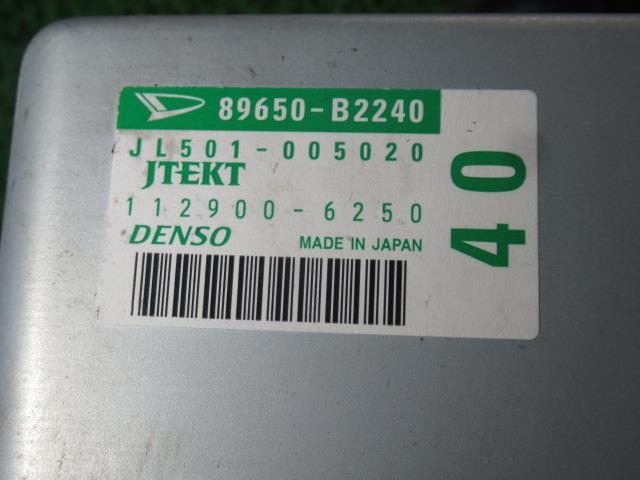 89650-B2240
JL501-005020
JTEKT
112900-6250
DENSO MADE IN JAPAN
40